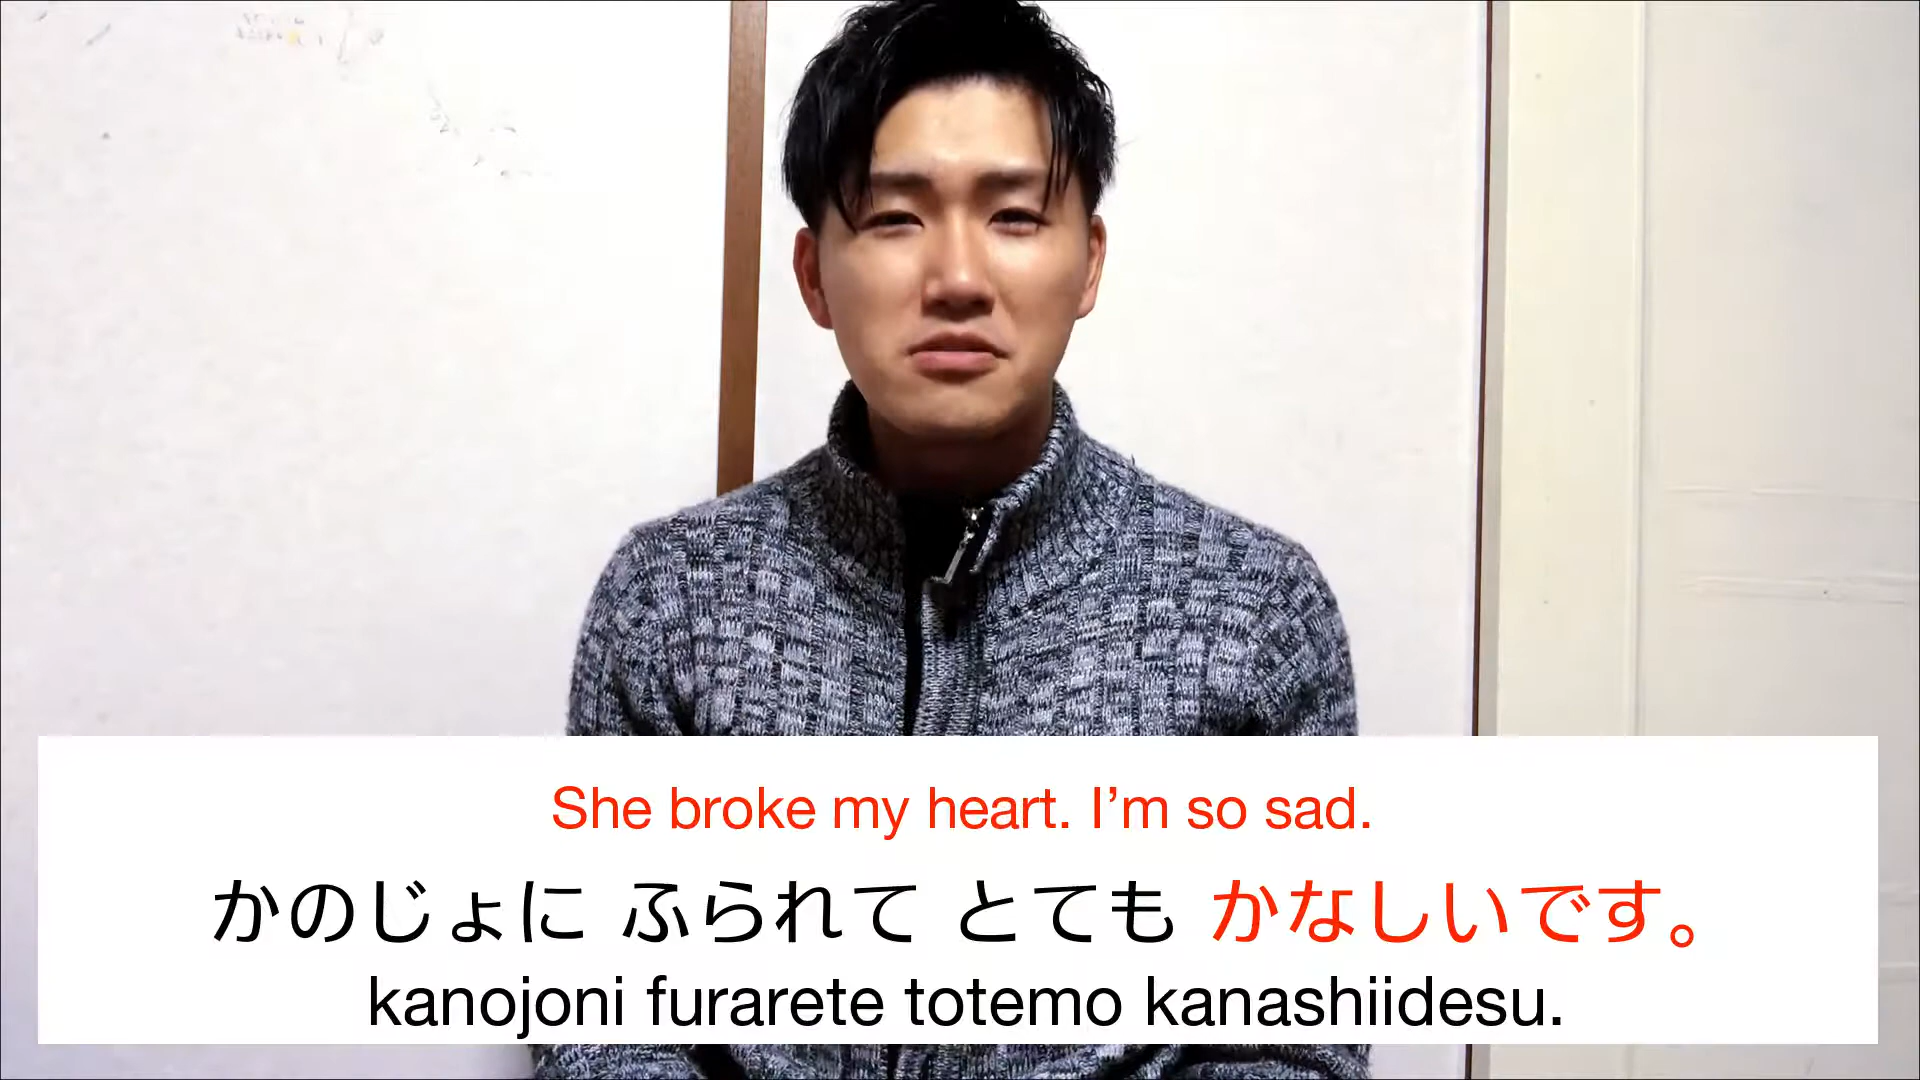 She broke my heart. I’m so sad.
かのじょに ふられて とても かなしいです。
kanojoni furarete totemo kanashiidesu.